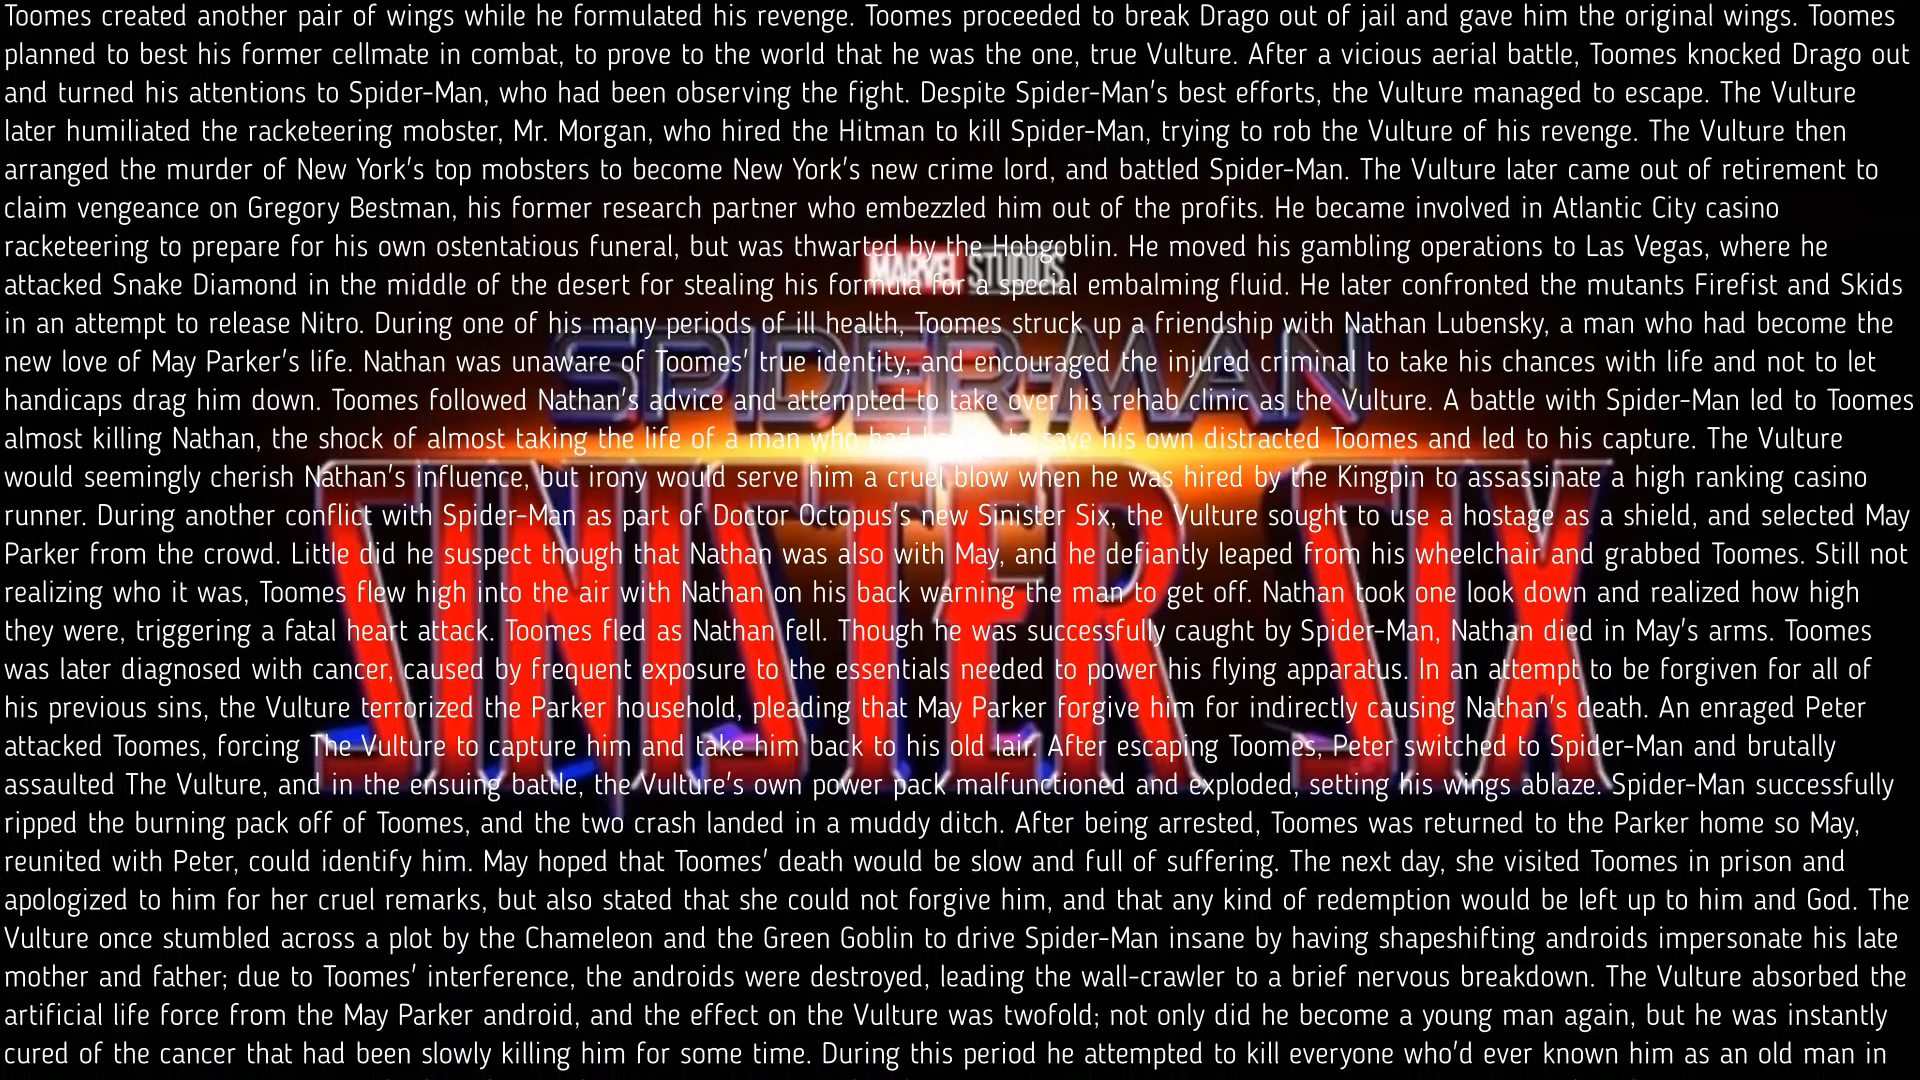 Toomes created another pair of wings while he formulated his revenge. Toomes proceeded to break Drago out of jail and gave him the original wings. Toomes
planned to best his former cellmate in combat, to prove to the world that he was the one, true Vulture. After a vicious aerial battle, Toomes knocked Drago out
and turned his attentions to Spider-Man, who had been observing the fight. Despite Spider-Man's best efforts, the Vulture managed to escape. The Vulture
later humiliated the racketeering mobster, Mr. Morgan, who hired the Hitman to kill Spider-Man, trying to rob the Vulture of his revenge. The Vulture then
arranged the murder of New York's top mobsters to become New York's new crime lord, and battled Spider-Man. The Vulture later came out of retirement to
claim vengeance on Gregory Bestman, his former research partner who embezzled him out of the profits. He became involved in Atlantic City casino
racketeering to prepare for his own ostentatious funeral, but was thwarted by the Hobgoblin. He moved his gambling operations to Las Vegas, where he
MARVEL STUDIOS
attacked Snake Diamond in the middle of the desert for stealing his formula for a special embalming fluid. He later confronted the mutants Firefist and Skids
in an attempt to release Nitro. During one of his many periods of ill health, Toomes struck up a friendship with Nathan Lubensky, a man who had become the
new love of May Parker's life. Nathan was unaware of Toomes' true identity, and encouraged the injured criminal to take his chances with life and not to let
SPIDER-MAN
handicaps drag him down. Toomes followed Nathan's advice and attempted to take over his rehab clinic as the Vulture. A battle with Spider-Man led to Toomes
almost killing Nathan, the shock of almost taking the life of a man who had to save his own distracted Toomes and led to his capture. The Vulture
would seemingly cherish Nathan's influence, but irony would serve him a cruel blow when he was hired by the Kingpin to assassinate a high ranking casino
runner. During another conflict with Spider-Man as part of Doctor Octopus's new Sinister Six, the Vulture sought to use a hostage as a shield, and selected May
Parker from the crowd. Little did he suspect though that Nathan was also with May, and he defiantly leaped from his wheelchair and grabbed Toomes. Still not
realizing who it was, Toomes flew high into the air with Nathan on his back warning the man to get off. Nathan took one look down and realized how high
SINISTER SIX
they were, triggering a fatal heart attack. Toomes fled as Nathan fell. Though he was successfully caught by Spider-Man, Nathan died in May's arms. Toomes
was later diagnosed with cancer, caused by frequent exposure to the essentials needed to power his flying apparatus. In an attempt to be forgiven for all of
his previous sins, the Vulture terrorized the Parker household, pleading that May Parker forgive him for indirectly causing Nathan's death. An enraged Peter
attacked Toomes, forcing The Vulture to capture him and take him back to his old lair. After escaping Toomes, Peter switched to Spider-Man and brutally
assaulted The Vulture, and in the ensuing battle, the Vulture's own power pack malfunctioned and exploded, setting his wings ablaze. Spider-Man successfully
ripped the burning pack off of Toomes, and the two crash landed in a muddy ditch. After being arrested, Toomes was returned to the Parker home so May,
reunited with Peter, could identify him. May hoped that Toomes' death would be slow and full of suffering. The next day, she visited Toomes in prison and
apologized to him for her cruel remarks, but also stated that she could not forgive him, and that any kind of redemption would be left up to him and God. The
Vulture once stumbled across a plot by the Chameleon and the Green Goblin to drive Spider-Man insane by having shapeshifting androids impersonate his late
mother and father; due to Toomes' interference, the androids were destroyed, leading the wall-crawler to a brief nervous breakdown. The Vulture absorbed the
artificial life force from the May Parker android, and the effect on the Vulture was twofold; not only did he become a young man again, but he was instantly
cured of the cancer that had been slowly killing him for some time. During this period he attempted to kill everyone who'd ever known him as an old man in